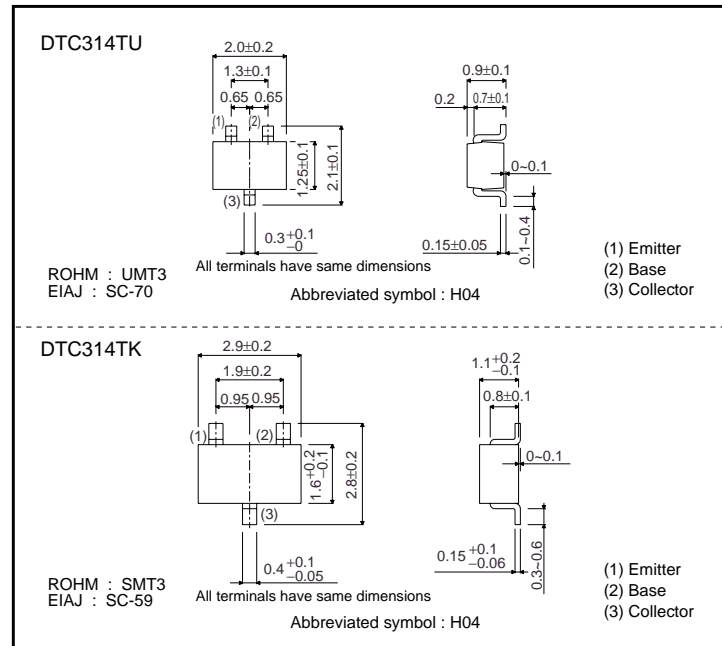 DTC314TU
2.0±0.2
1.3±0.1
0.65 0.65
(1) (2)
(3)
1.25±0.1
2.1±0.1
0.3 +0.1 −0
All terminals have same dimensions
0.9±0.1
0.2 0.7±0.1
0~0.1
0.15±0.05
0.1~0.4
ROHM : UMT3
EIAJ : SC-70
Abbreviated symbol : H04
(1) Emitter
(2) Base
(3) Collector
DTC314TK
2.9±0.2
1.9±0.2
0.95 0.95
(1) (2)
(3)
1.6 +0.2 −0.1
2.8±0.2
0.4 +0.1 −0.05
All terminals have same dimensions
1.1 +0.2 −0.1
0.8±0.1
0~0.1
0.15 +0.1 −0.06
0.3~0.6
ROHM : SMT3
EIAJ : SC-59
Abbreviated symbol : H04
(1) Emitter
(2) Base
(3) Collector